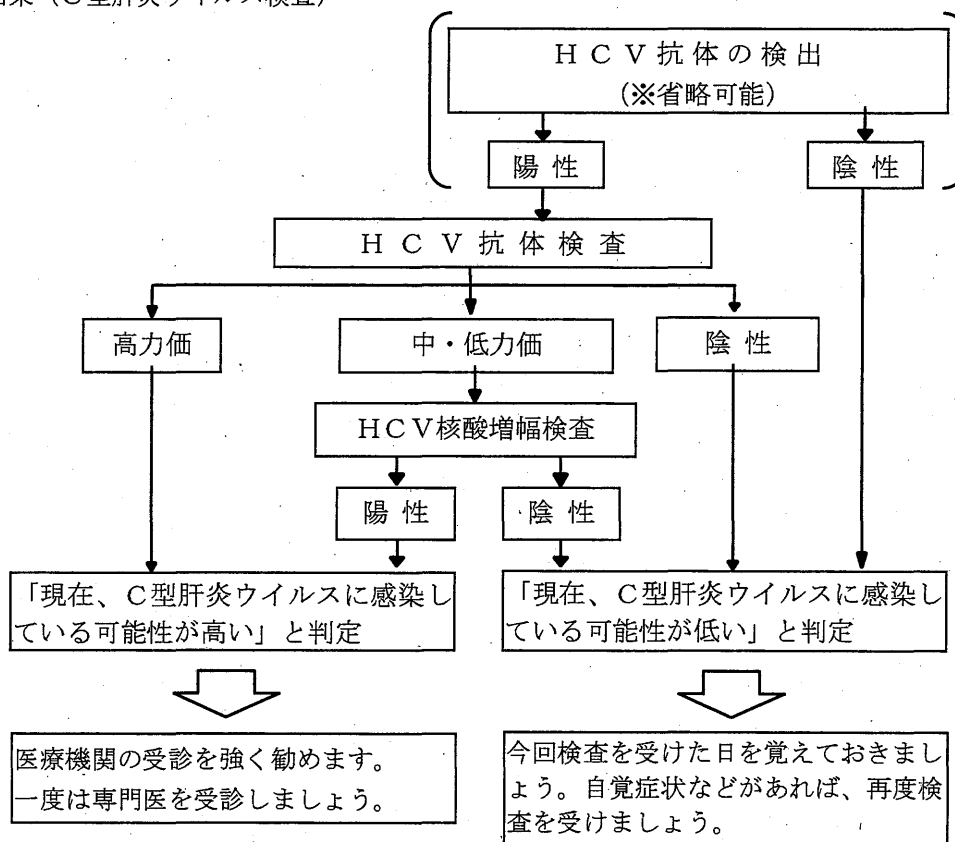 結果（C型肝炎ウイルス検査）
ＨＣＶ抗体の検出
（※省略可能）
陽性
陰性
ＨＣＶ抗体検査
高力価
中・低力価
陰性
ＨＣＶ核酸増幅検査
陽性
陰性
「現在、Ｃ型肝炎ウイルスに感染し
ている可能性が高い」と判定
「現在、Ｃ型肝炎ウイルスに感染し
ている可能性が低い」と判定
医療機関の受診を強く勧めます。
一度は専門医を受診しましょう。
今回検査を受けた日を覚えておきまし
ょう。自覚症状などがあれば、再度検
査を受けましょう。